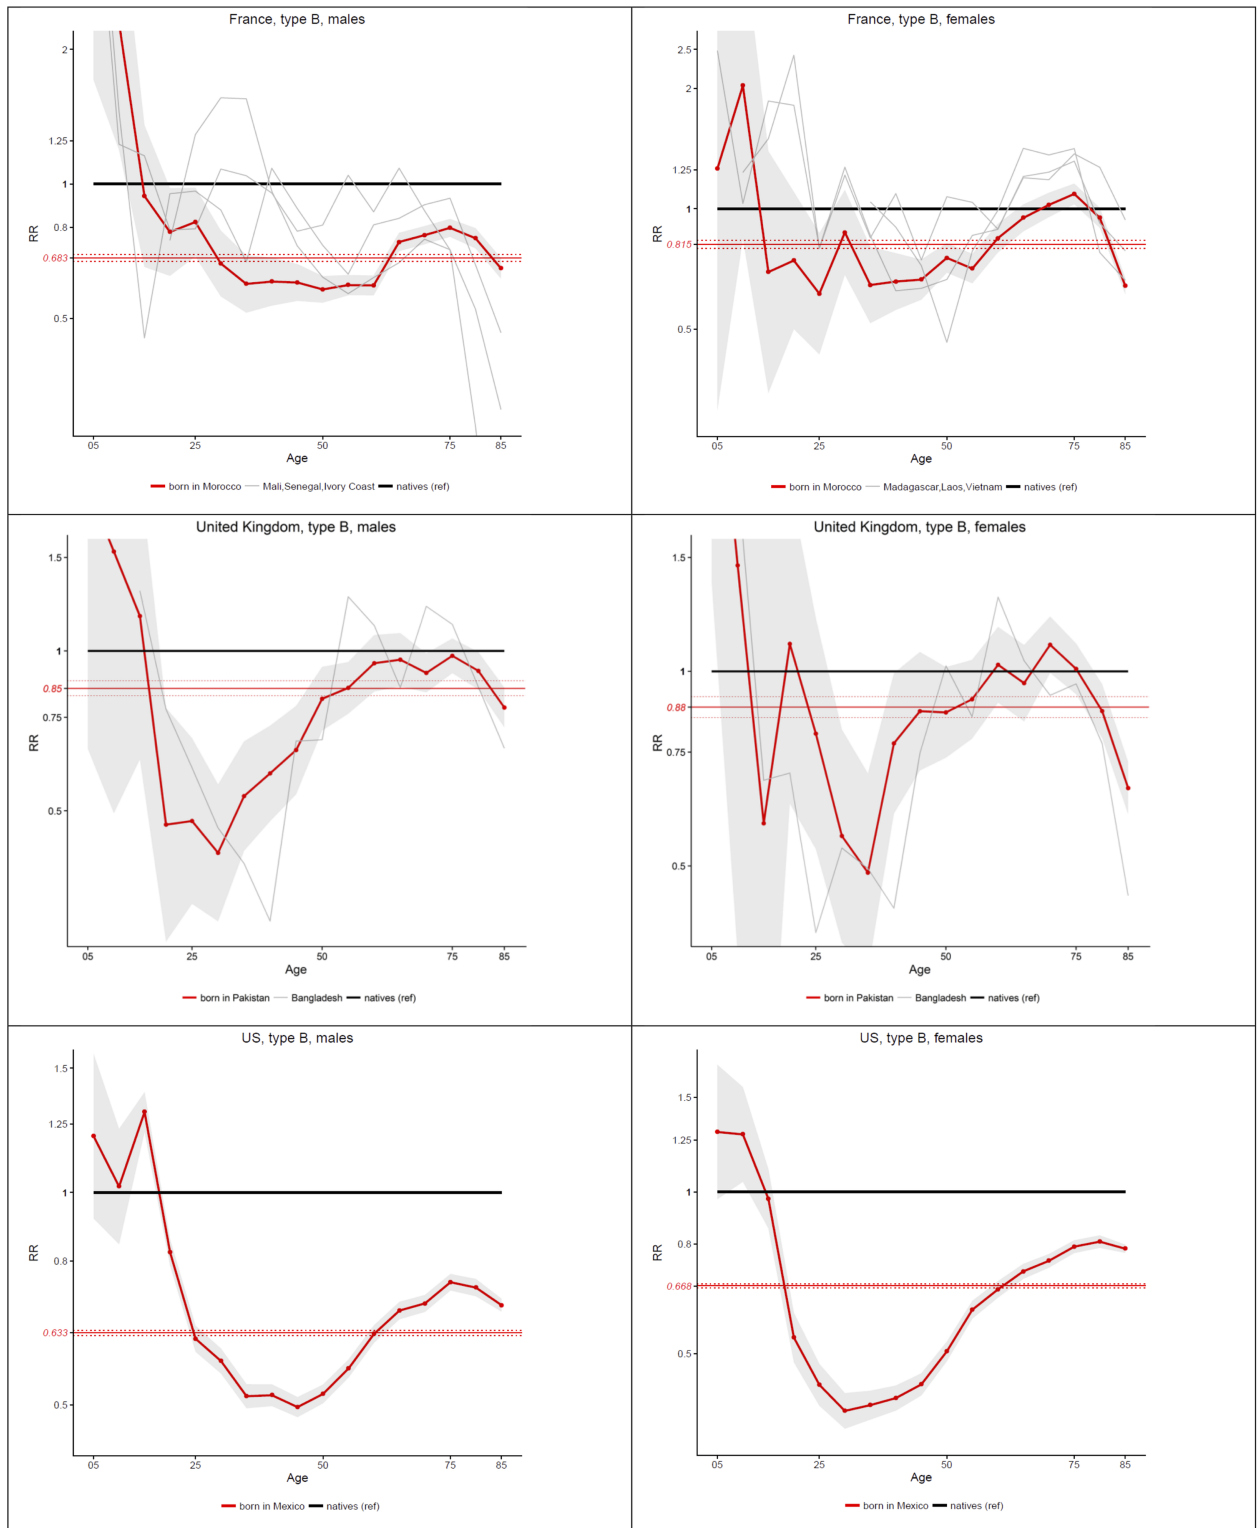 France, type B, males
2
1.25
1
RR
0.8
0.683
0.5
05 25 50 75 85
Age
born in Morocco Mali,Senegal,Ivory Coast natives (ref)
France, type B, females
2.5
2
1.25
1
RR
0.815
0.5
05 25 50 75 85
Age
born in Morocco Madagascar,Laos,Vietnam natives (ref)
United Kingdom, type B, males
1.5
1
0.85
RR
0.75
0.5
05 25 50 75 85
Age
born in Pakistan Bangladesh natives (ref)
United Kingdom, type B, females
1.5
1
0.88
RR
0.75
0.5
05 25 50 75 85
Age
born in Pakistan Bangladesh natives (ref)
US, type B, males
1.5
1.25
1
RR
0.8
0.633
0.5
05 25 50 75 85
Age
born in Mexico natives (ref)
US, type B, females
1.5
1.25
1
RR
0.8
0.668
0.5
05 25 50 75 85
Age
born in Mexico natives (ref)